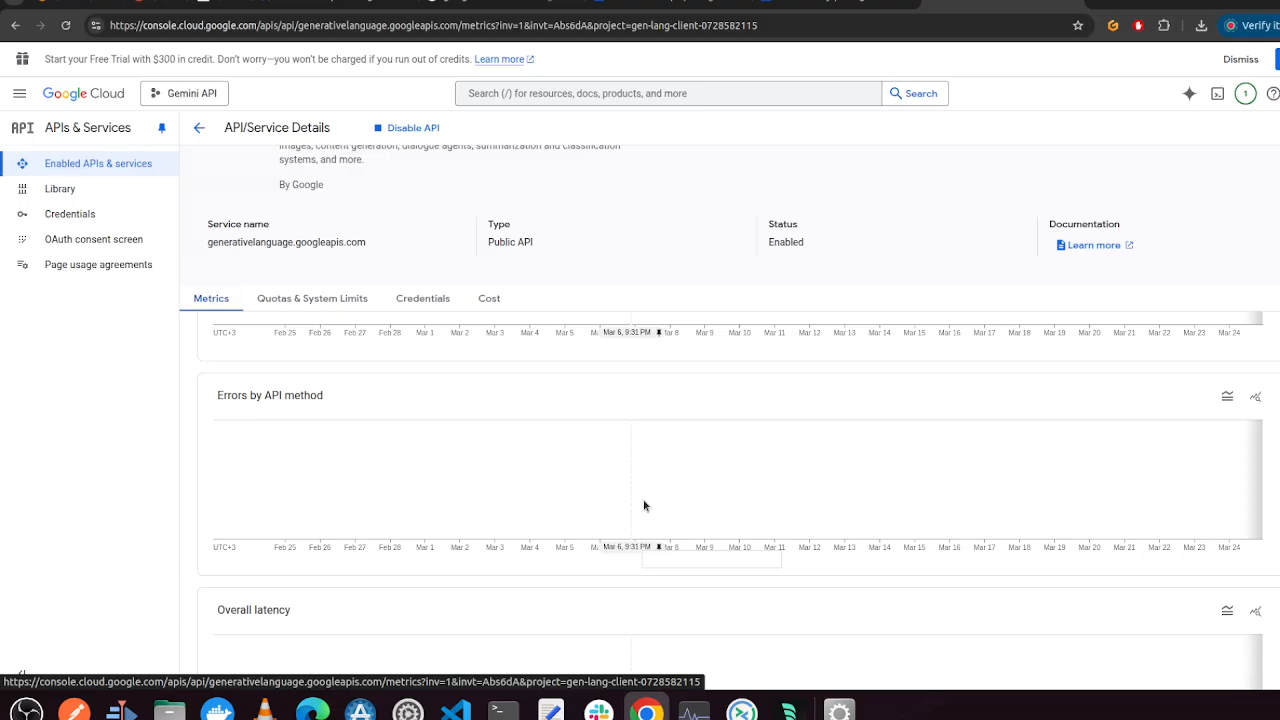 https://console.cloud.google.com/apis/api/generativelanguage.googleapis.com/metrics?inv=1&invt=Abs6dA&project=gen-lang-client-0728582115
Verify it
Start your Free Trial with $300 in credit. Don't worry—you won't be charged if you run out of credits. Learn more
Dismiss
Google Cloud
Gemini API
Search (/) for resources, docs, products, and more
Search
1
API APIs & Services
API/Service Details
Disable API
Enabled APIs & services
Library
Credentials
OAuth consent screen
Page usage agreements
images, content generation, dialogue agents, summarization and classification
systems, and more.
By Google
Service name
generativelanguage.googleapis.com
Type
Public API
Status
Enabled
Documentation
Learn more
Metrics
Quotas & System Limits
Credentials
Cost
UTC+3 Feb 25 Feb 26 Feb 27 Feb 28 Mar 1 Mar 2 Mar 3 Mar 4 Mar 5 Mar 6, 9:31 PM Mar 8 Mar 9 Mar 10 Mar 11 Mar 12 Mar 13 Mar 14 Mar 15 Mar 16 Mar 17 Mar 18 Mar 19 Mar 20 Mar 21 Mar 22 Mar 23 Mar 24
Errors by API method
UTC+3 Feb 25 Feb 26 Feb 27 Feb 28 Mar 1 Mar 2 Mar 3 Mar 4 Mar 5 Mar 6, 9:31 PM Mar 8 Mar 9 Mar 10 Mar 11 Mar 12 Mar 13 Mar 14 Mar 15 Mar 16 Mar 17 Mar 18 Mar 19 Mar 20 Mar 21 Mar 22 Mar 23 Mar 24
Overall latency
https://console.cloud.google.com/apis/api/generativelanguage.googleapis.com/metrics?inv=1&invt=Abs6dA&project=gen-lang-client-0728582115